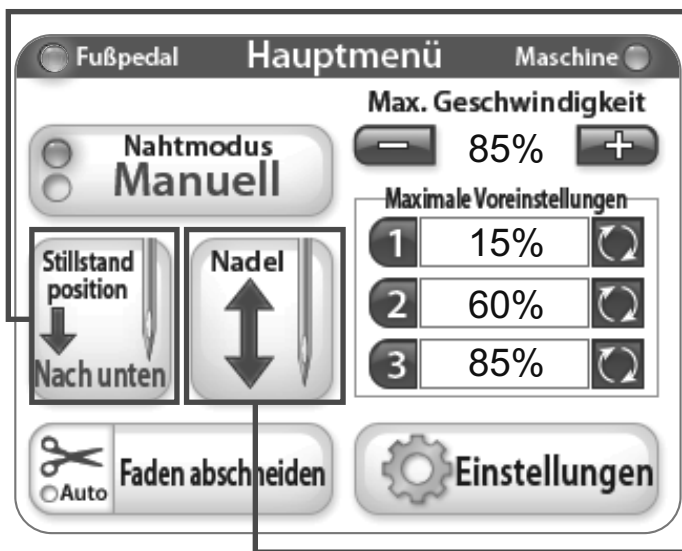 Fußpedal Hauptmenü Maschine
Max. Geschwindigkeit
85%
Nahtmodus
Manuell
Maximale Voreinstellungen
1 15%
2 60%
3 85%
Stillstand
position
Nach unten
Nadel
Auto
Faden abschneiden
Einstellungen